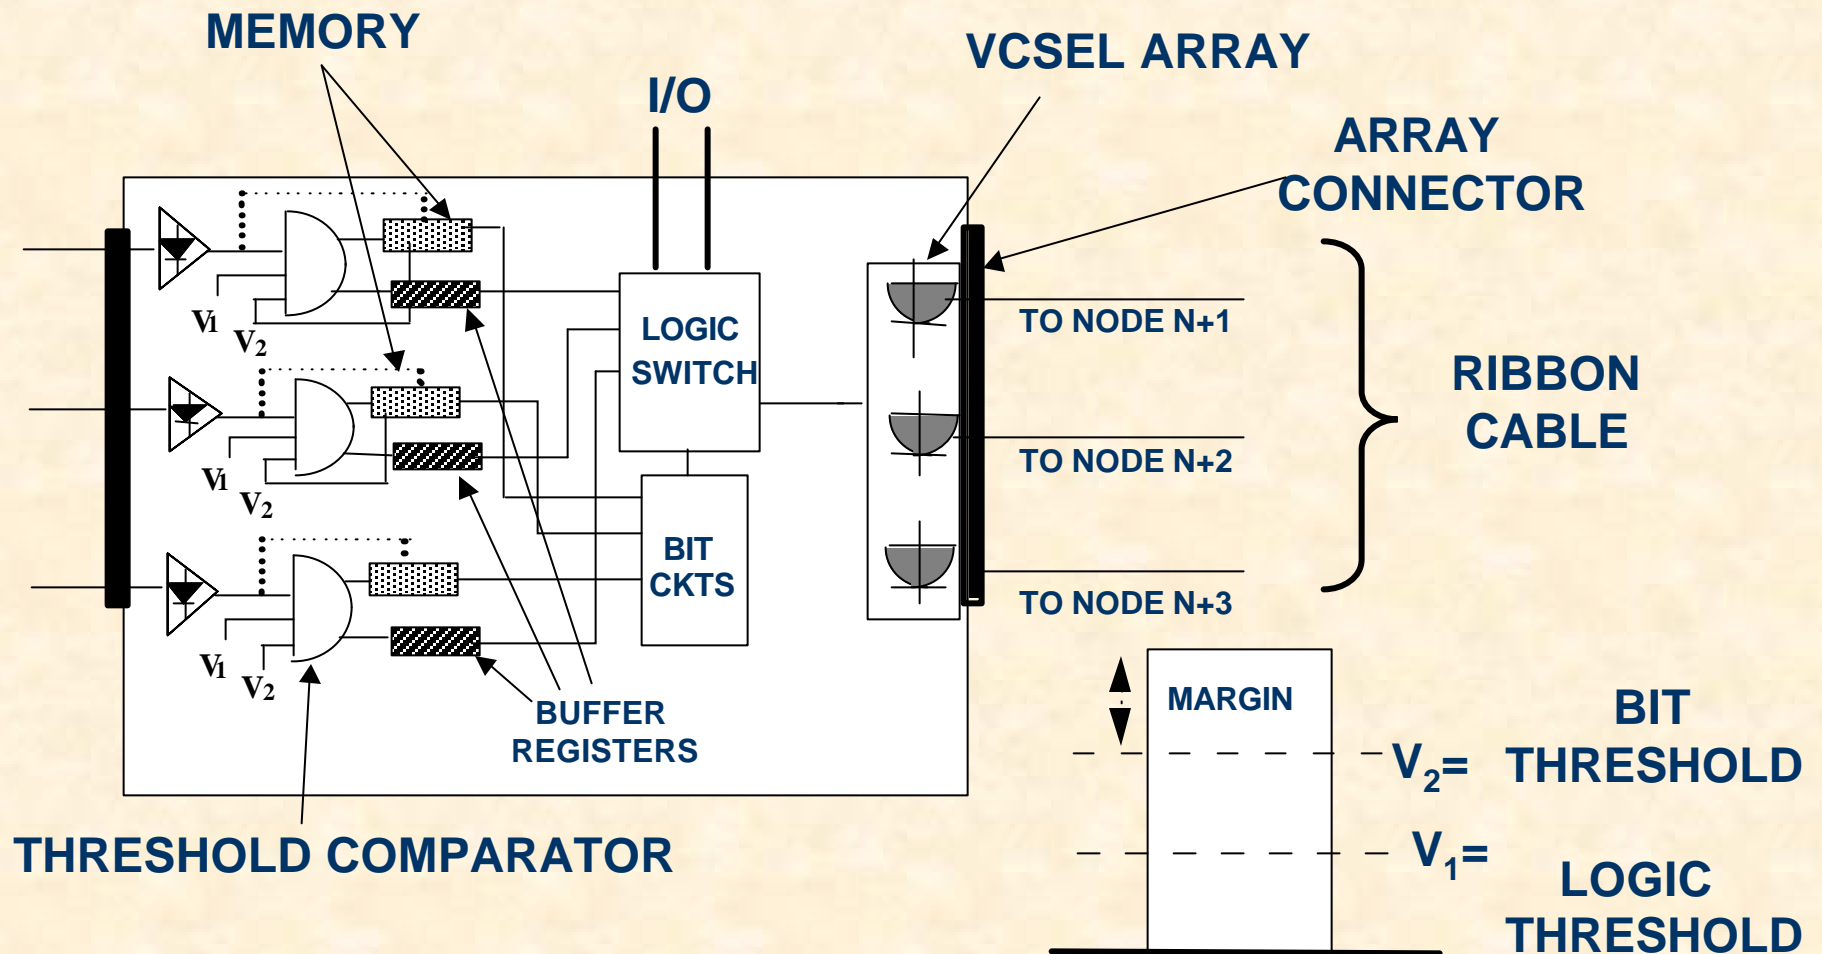 MEMORY
VCSEL ARRAY
I/O
ARRAY
CONNECTOR
V1
V2
LOGIC
SWITCH
TO NODE N+1
RIBBON
CABLE
V1
V2
TO NODE N+2
BIT
CKTS
TO NODE N+3
V1
V2
BUFFER
REGISTERS
THRESHOLD COMPARATOR
MARGIN
V2= BIT
THRESHOLD
V1= LOGIC
THRESHOLD